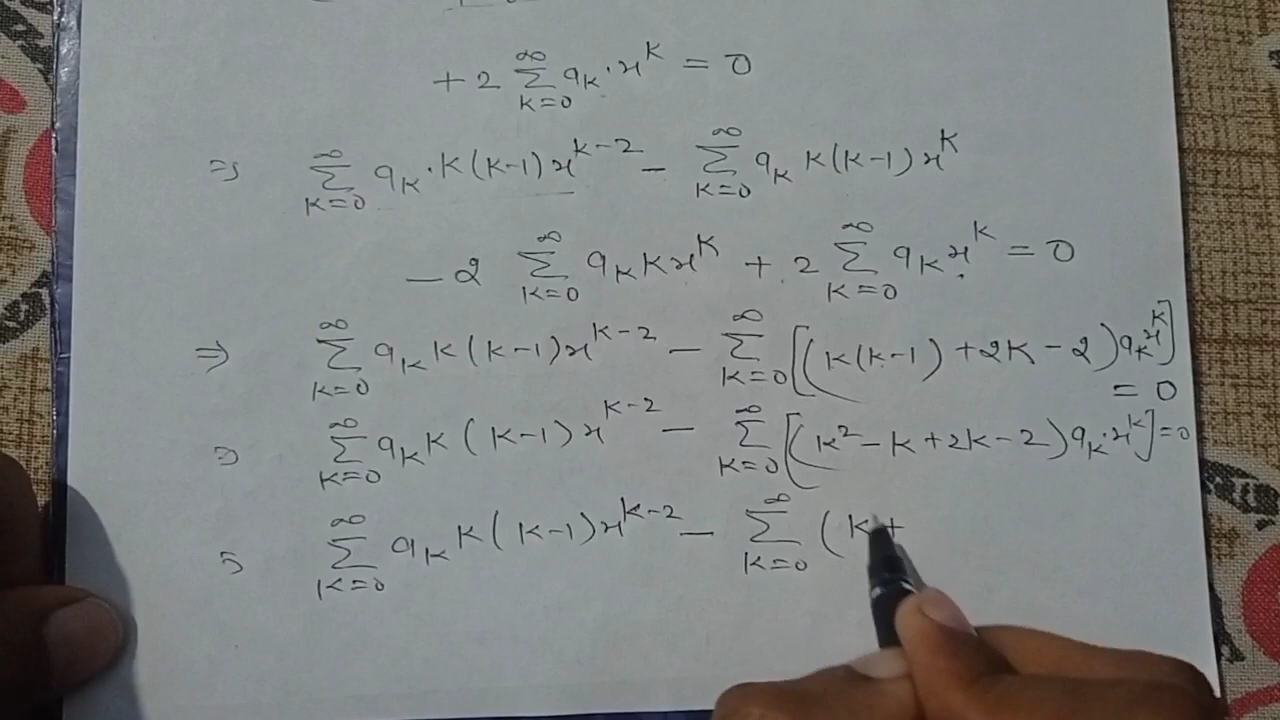 + 2 ∑_{k=0}^{∞} a_k · x^k = 0
⇒ ∑_{k=0}^{∞} a_k · k(k-1) x^{k-2} - ∑_{k=0}^{∞} a_k k(k-1) x^k
- 2 ∑_{k=0}^{∞} a_k k x^k + 2 ∑_{k=0}^{∞} a_k x^k = 0
⇒ ∑_{k=0}^{∞} a_k k(k-1) x^{k-2} - ∑_{k=0}^{∞} [(k(k-1) + 2k - 2) a_k x^k]
= 0
⇒ ∑_{k=0}^{∞} a_k k(k-1) x^{k-2} - ∑_{k=0}^{∞} [(k² - k + 2k - 2) a_k · x^k] = 0
⇒ ∑_{k=0}^{∞} a_k k(k-1) x^{k-2} - ∑_{k=0}^{∞} (k +